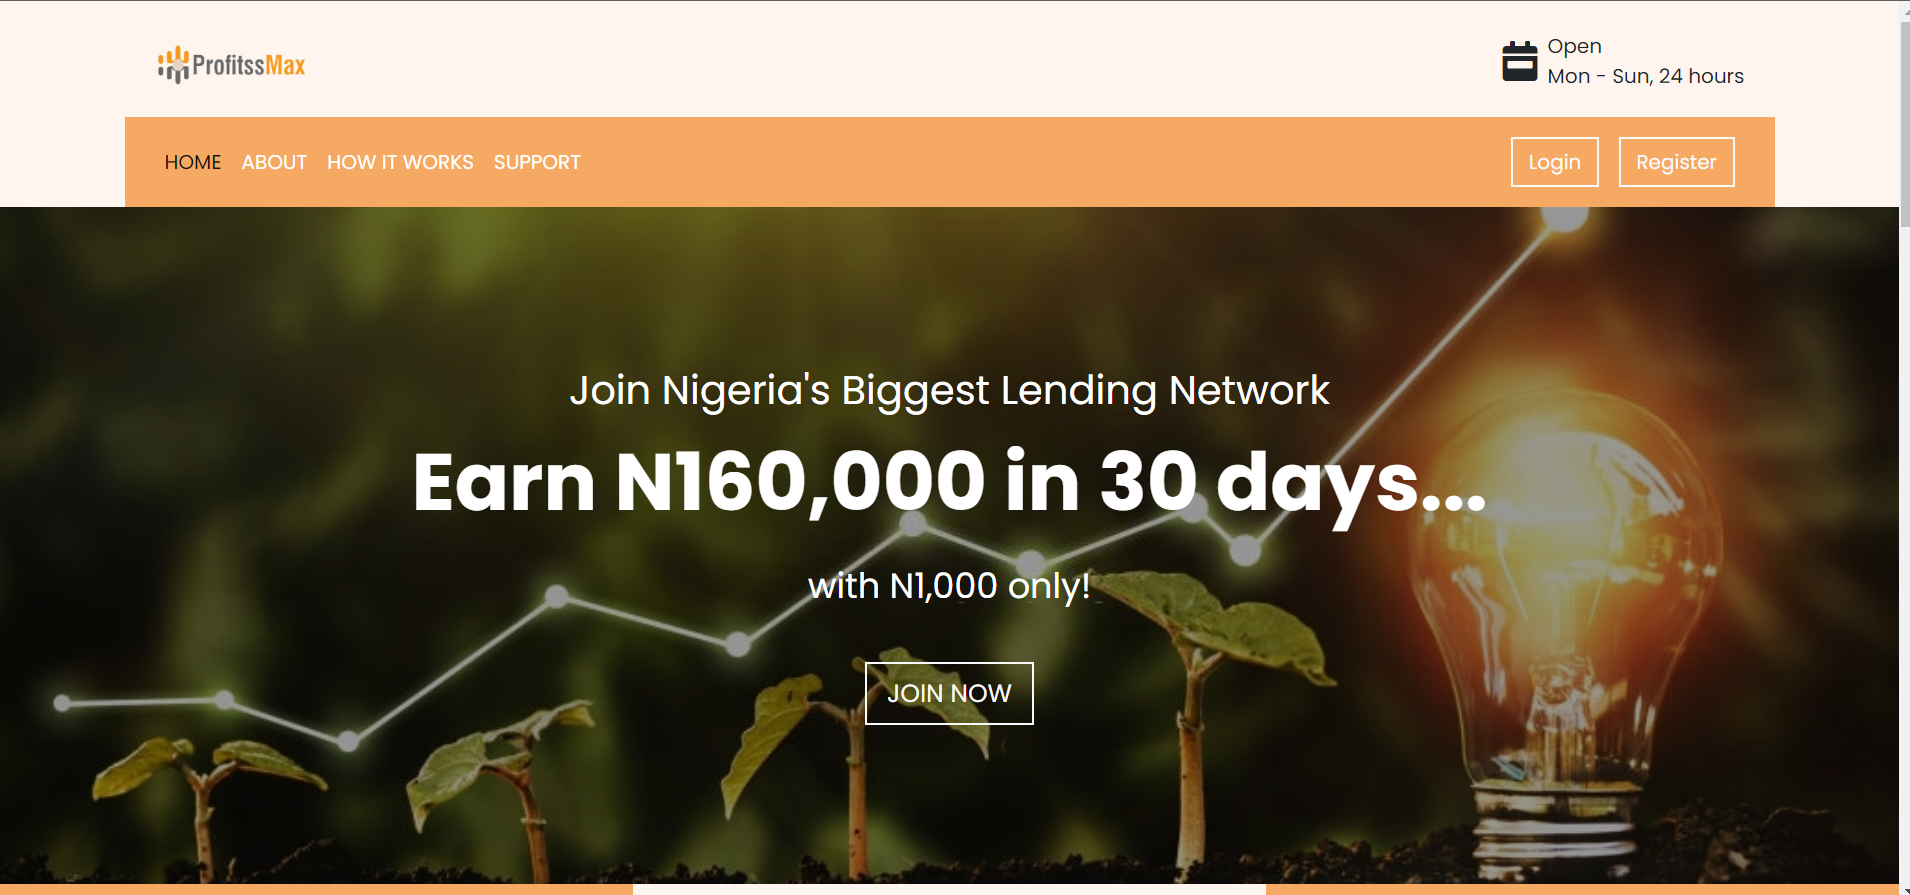 ProfitssMax
Open
Mon - Sun, 24 hours
HOME ABOUT HOW IT WORKS SUPPORT Login Register
Join Nigeria's Biggest Lending Network
Earn N160,000 in 30 days...
with N1,000 only!
JOIN NOW